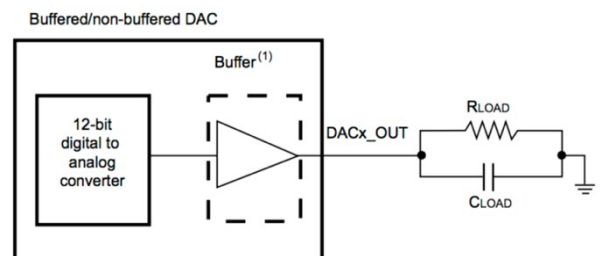 Buffered/non-buffered DAC
Buffer(1)
12-bit
digital to
analog
converter
DACx_OUT
RLOAD
CLOAD